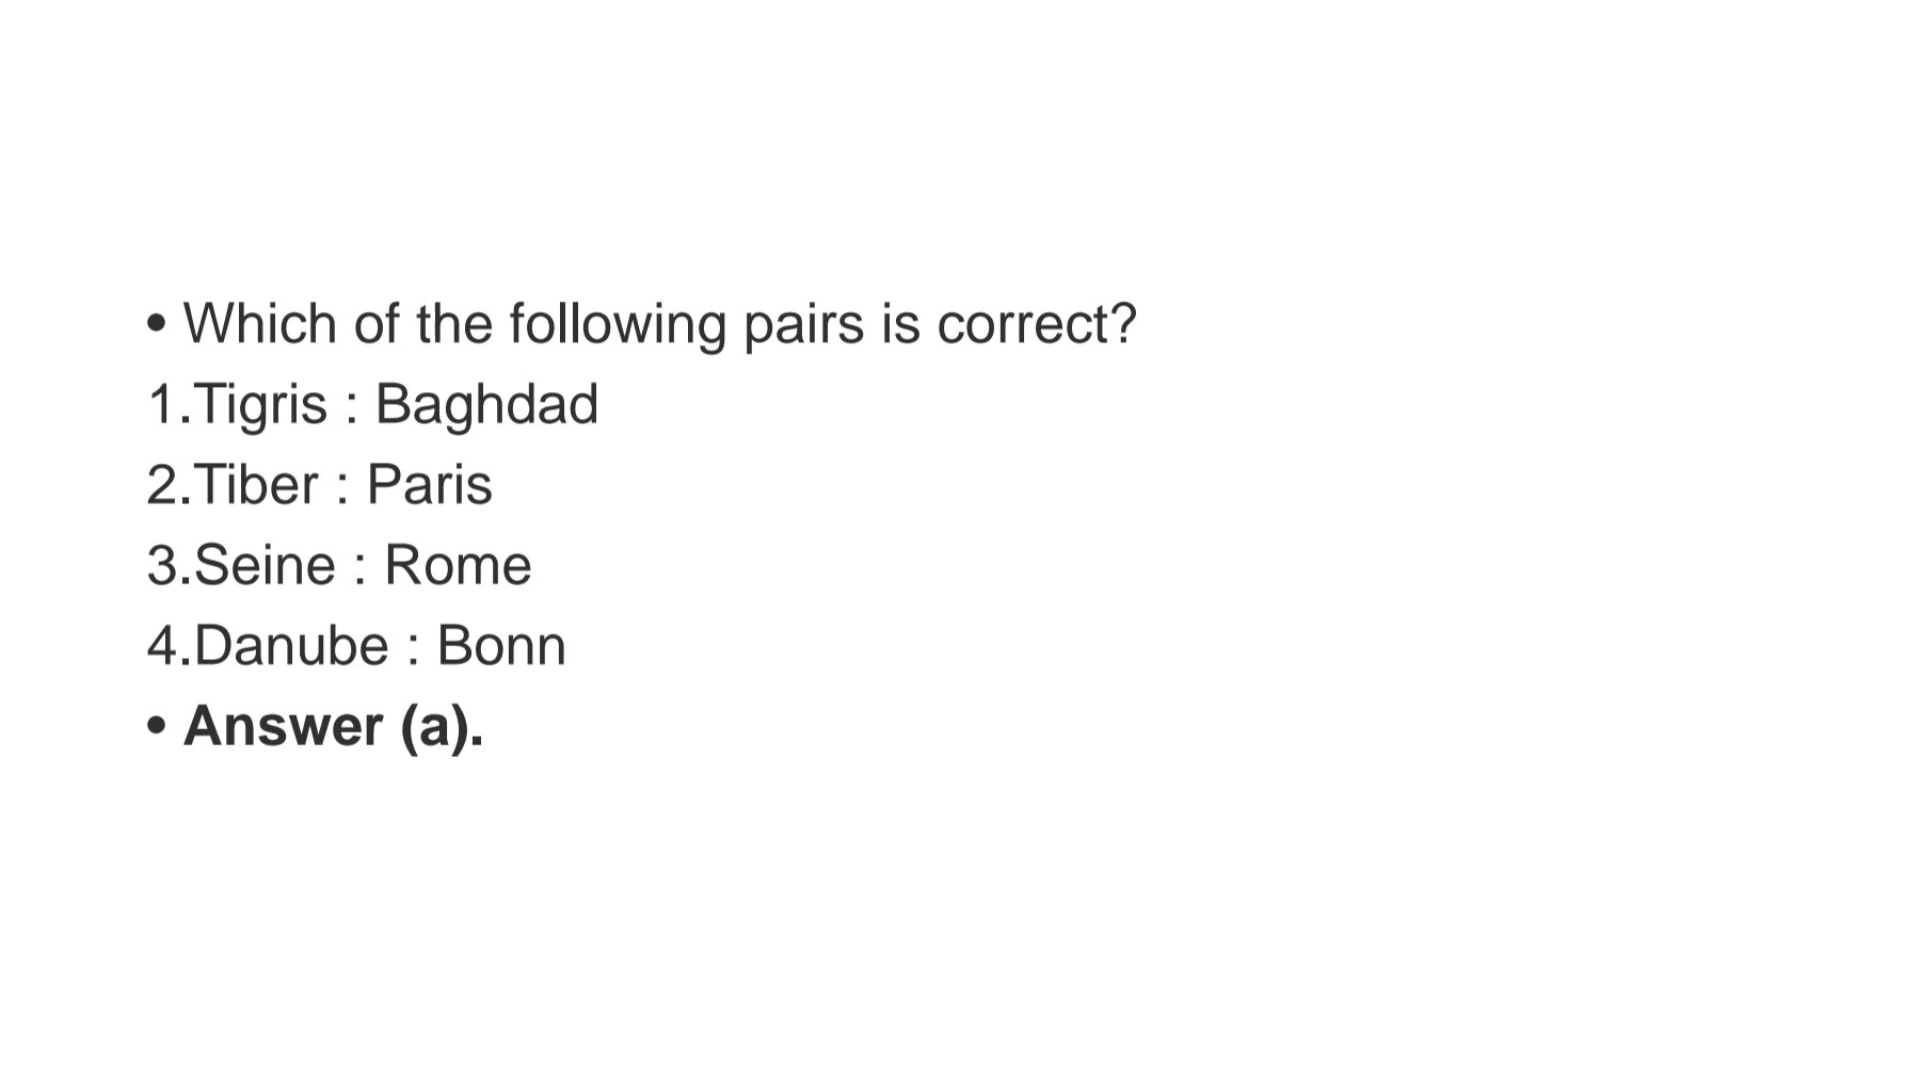 • Which of the following pairs is correct?
1.Tigris : Baghdad
2.Tiber : Paris
3.Seine : Rome
4.Danube : Bonn
• Answer (a).